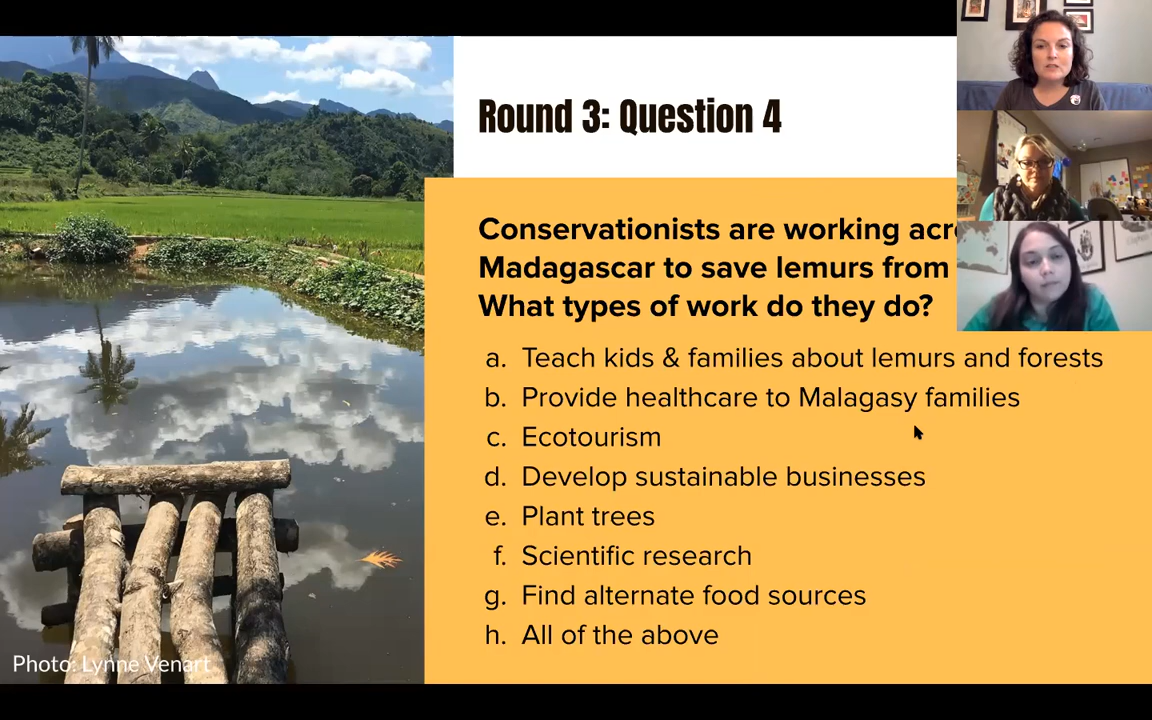 Round 3: Question 4
Conservationists are working
Madagascar to save lemurs from
What types of work do they do?
a. Teach kids & families about lemurs and forests
b. Provide healthcare to Malagasy families
c. Ecotourism
d. Develop sustainable businesses
e. Plant trees
f. Scientific research
g. Find alternate food sources
h. All of the above
Photo: Lynne Venart